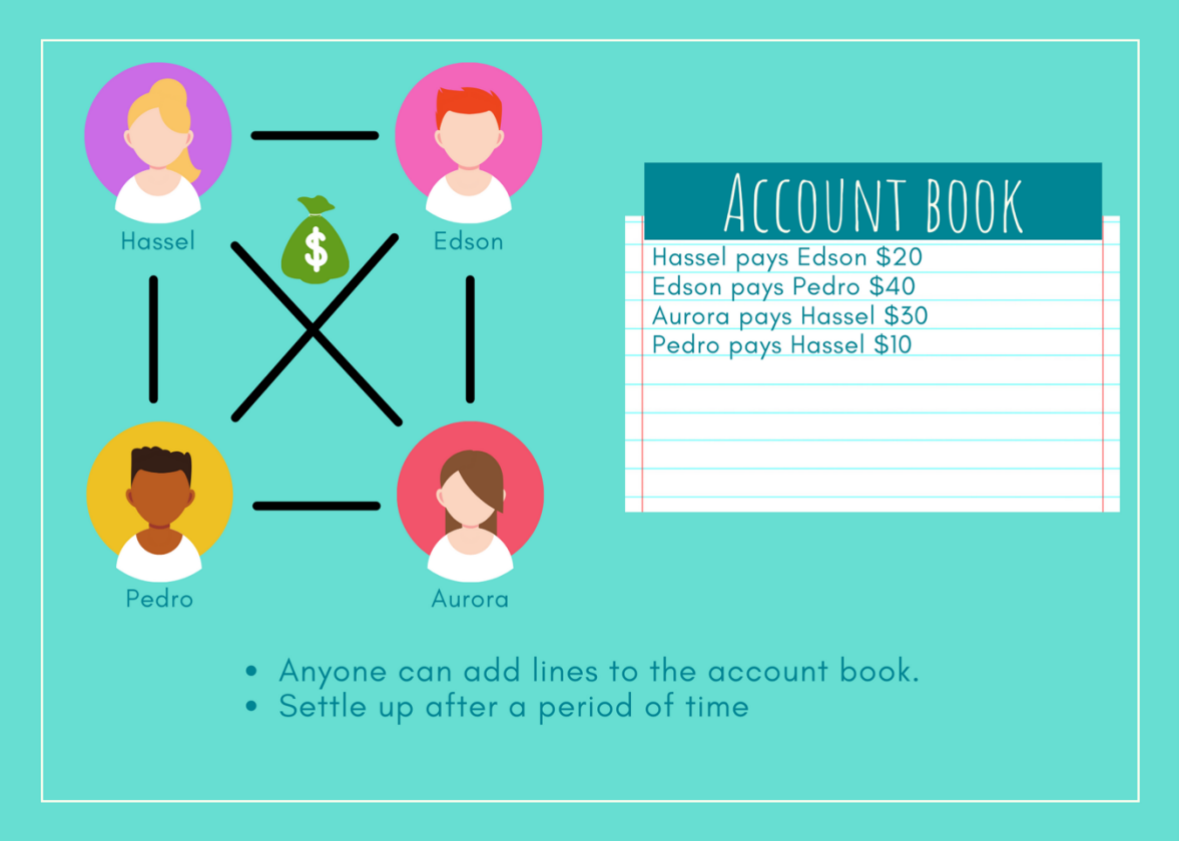 Hassel
Edson
$
Pedro
Aurora
ACCOUNT BOOK
Hassel pays Edson $20
Edson pays Pedro $40
Aurora pays Hassel $30
Pedro pays Hassel $10
• Anyone can add lines to the account book.
• Settle up after a period of time